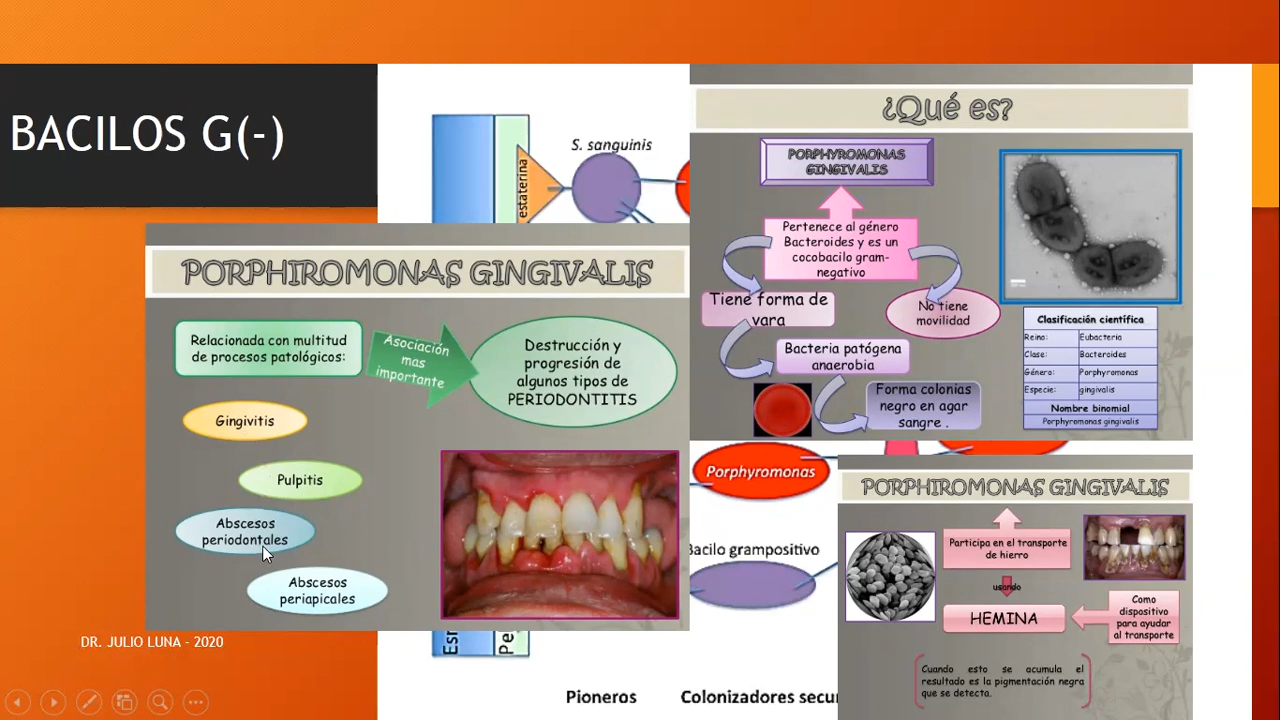 BACILOS G(-)
S. sanguinis
estaterina
PORPHIROMONAS GINGIVALIS
Relacionada con multitud
de procesos patológicos:
Asociación
mas
importante
Destrucción y
progresión de
algunos tipos de
PERIODONTITIS
Gingivitis
Pulpitis
Abscesos
periodontales
Abscesos
periapicales
DR. JULIO LUNA - 2020
¿Qué es?
PORPHYROMONAS
GINGIVALIS
Pertenece al género
Bacteroides y es un
cocobacilo gram-
negativo
Tiene forma de
vara
No tiene
movilidad
Bacteria patógena
anaerobia
Forma colonias
negro en agar
sangre .
Clasificación científica
Reino: Eubacteria
Clase: Bacteroides
Género: Porphyromonas
Especie: gingivalis
Nombre binomial
Porphyromonas gingivalis
Porphyromonas
Bacilo grampositivo
Esm
Pe
Pioneros
Colonizadores secu
PORPHIROMONAS GINGIVALIS
Participa en el transporte
de hierro
usando
HEMINA
Como
dispositivo
para ayudar
al transporte
Cuando esto se acumula el
resultado es la pigmentación negra
que se detecta.